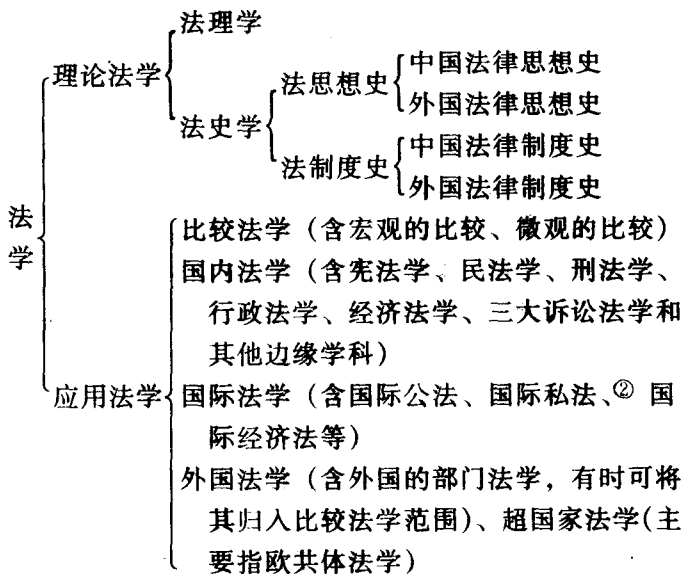 法理学
理论法学
法思想史
中国法律思想史
外国法律思想史
法史学
法制度史
中国法律制度史
外国法律制度史
法学
比较法学（含宏观的比较、微观的比较）
国内法学（含宪法学、民法学、刑法学、
行政法学、经济法学、三大诉讼法学和
其他边缘学科）
应用法学
国际法学（含国际公法、国际私法、② 国
际经济法等）
外国法学（含外国的部门法学，有时可将
其归入比较法学范围）、超国家法学（主
要指欧共体法学）